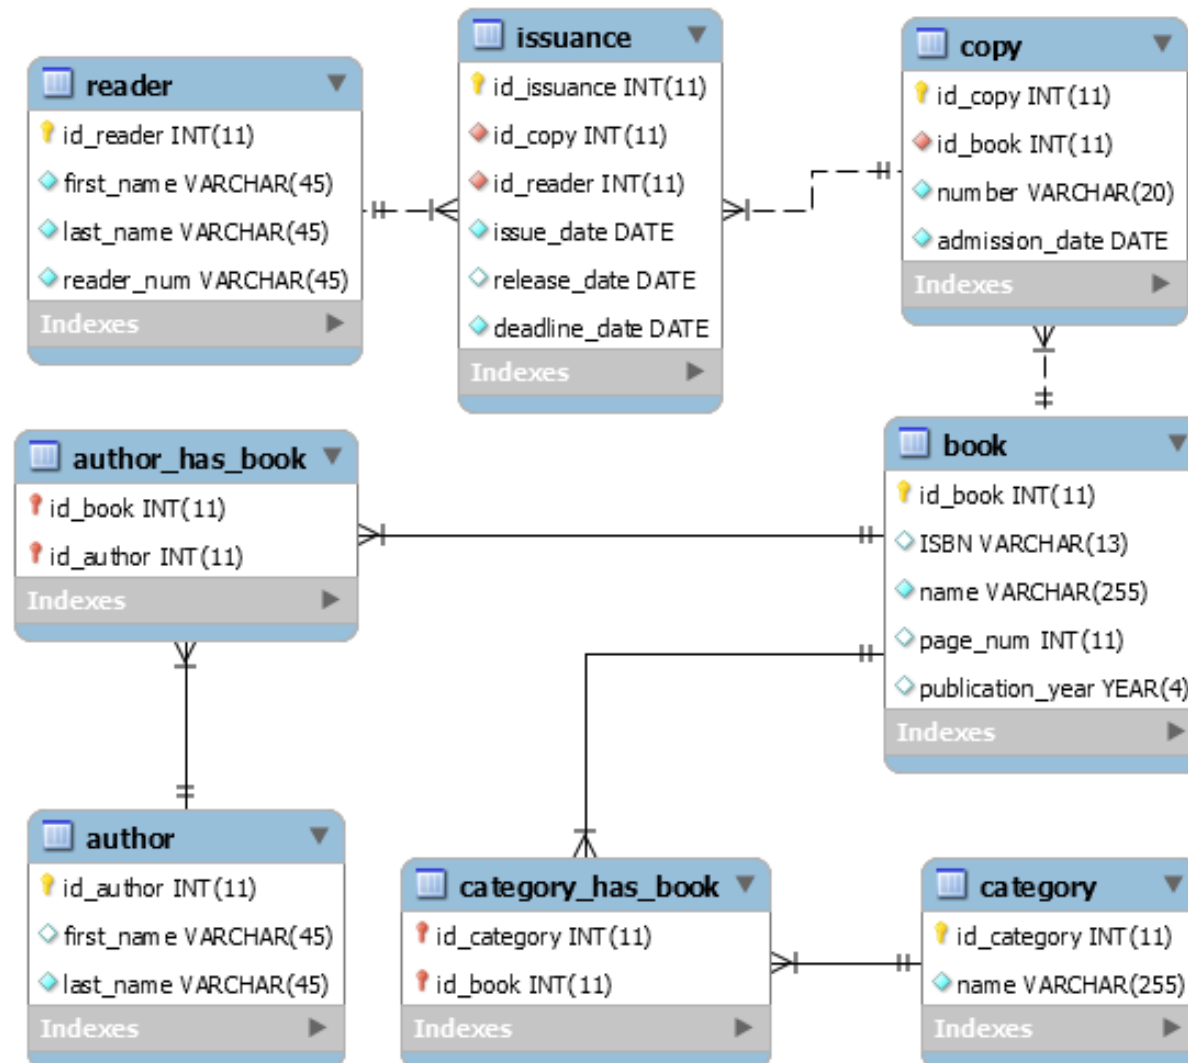 reader
id_reader INT(11)
first_name VARCHAR(45)
last_name VARCHAR(45)
reader_num VARCHAR(45)
Indexes
issuance
id_issuance INT(11)
id_copy INT(11)
id_reader INT(11)
issue_date DATE
release_date DATE
deadline_date DATE
Indexes
copy
id_copy INT(11)
id_book INT(11)
number VARCHAR(20)
admission_date DATE
Indexes
author_has_book
id_book INT(11)
id_author INT(11)
Indexes
book
id_book INT(11)
ISBN VARCHAR(13)
name VARCHAR(255)
page_num INT(11)
publication_year YEAR(4)
Indexes
author
id_author INT(11)
first_name VARCHAR(45)
last_name VARCHAR(45)
Indexes
category_has_book
id_category INT(11)
id_book INT(11)
Indexes
category
id_category INT(11)
name VARCHAR(255)
Indexes